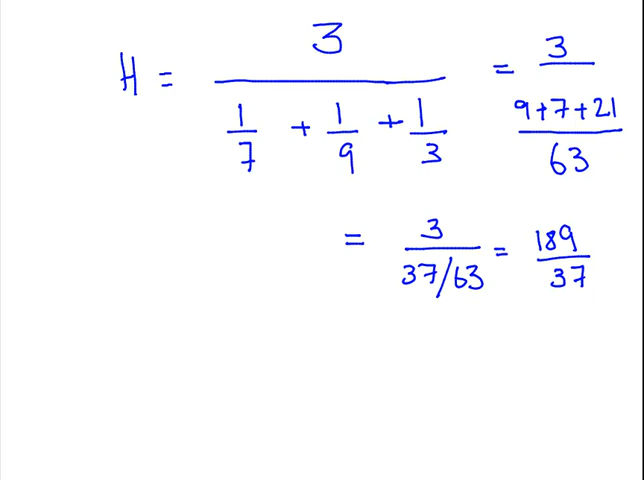 H = 3 / (1/7 + 1/9 + 1/3) = 3 / ((9+7+21)/63)
= 3 / (37/63) = 189/37